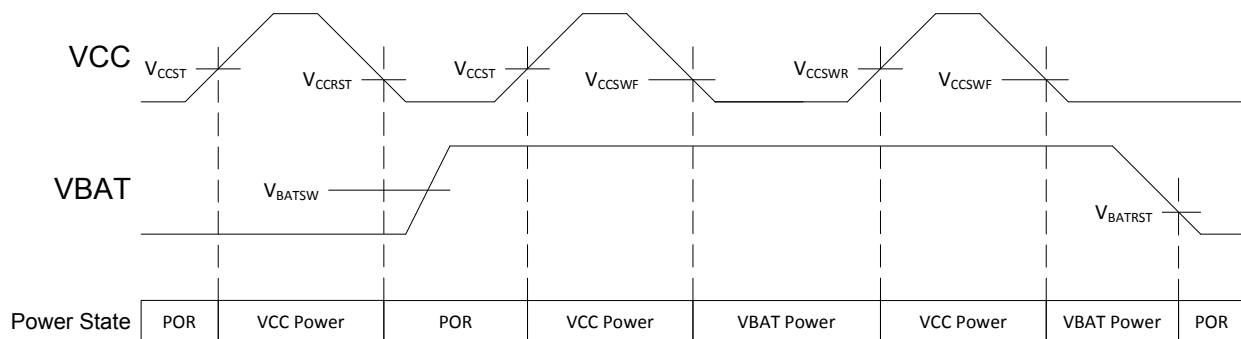 VCC
VCCST
VCCRST
VCCST
VCCSWF
VCCSWR
VCCSWF
VBAT
VBATSW
VBATRST
Power State POR VCC Power POR VCC Power VBAT Power VCC Power VBAT Power POR